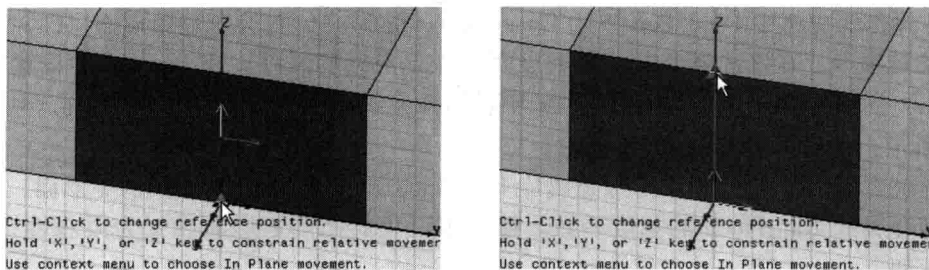 Z
Y
Ctrl-Click to change reference position.
Hold 'X','Y', or 'Z' key to constrain relative movemer
Use context menu to choose In Plane movement.
Z
Ctrl-Click to change reference position.
Hold 'X','Y', or 'Z' key to constrain relative movemer
Use context menu to choose In Plane movement.